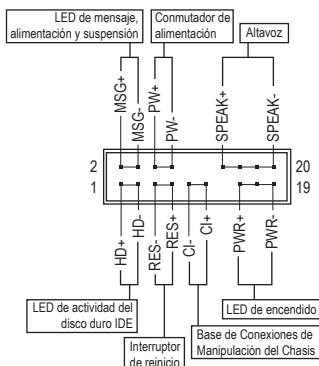 LED de mensaje,
alimentación y suspensión
Conmutador de
alimentación
Altavoz
MSG+
MSG-
PW+
PW-
SPEAK+
SPEAK-
2
20
1
19
HD+
HD-
RES-
RES+
CI-
CI+
PWR+
PWR-
LED de actividad del
disco duro IDE
LED de encendido
Interruptor
de reinicio
Base de Conexiones de
Manipulación del Chasis